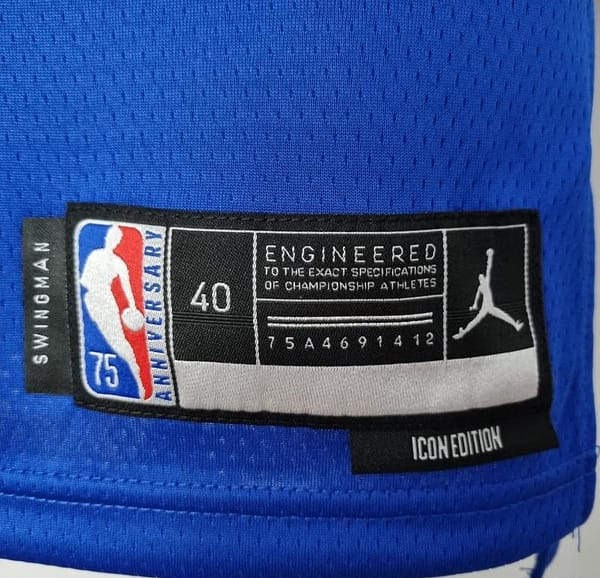 SWINGMAN
75
ANNIVERSARY
40
ENGINEERED
TO THE EXACT SPECIFICATIONS
OF CHAMPIONSHIP ATHLETES
75A4691412
ICON EDITION